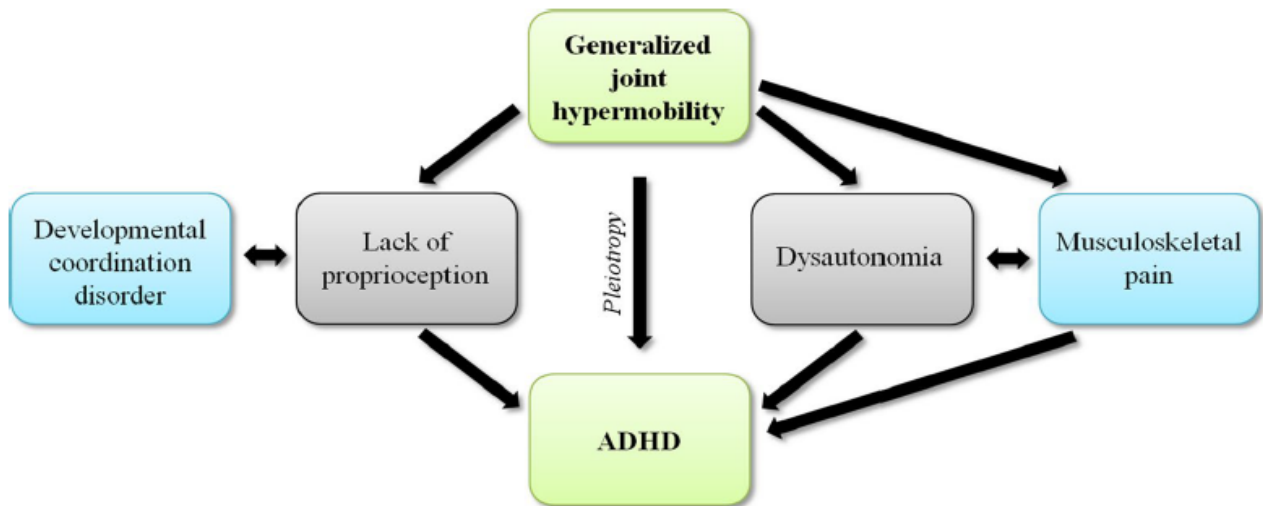 Generalized
joint
hypermobility
Developmental
coordination
disorder
Lack of
proprioception
Pleiotropy
Dysautonomia
Musculoskeletal
pain
ADHD